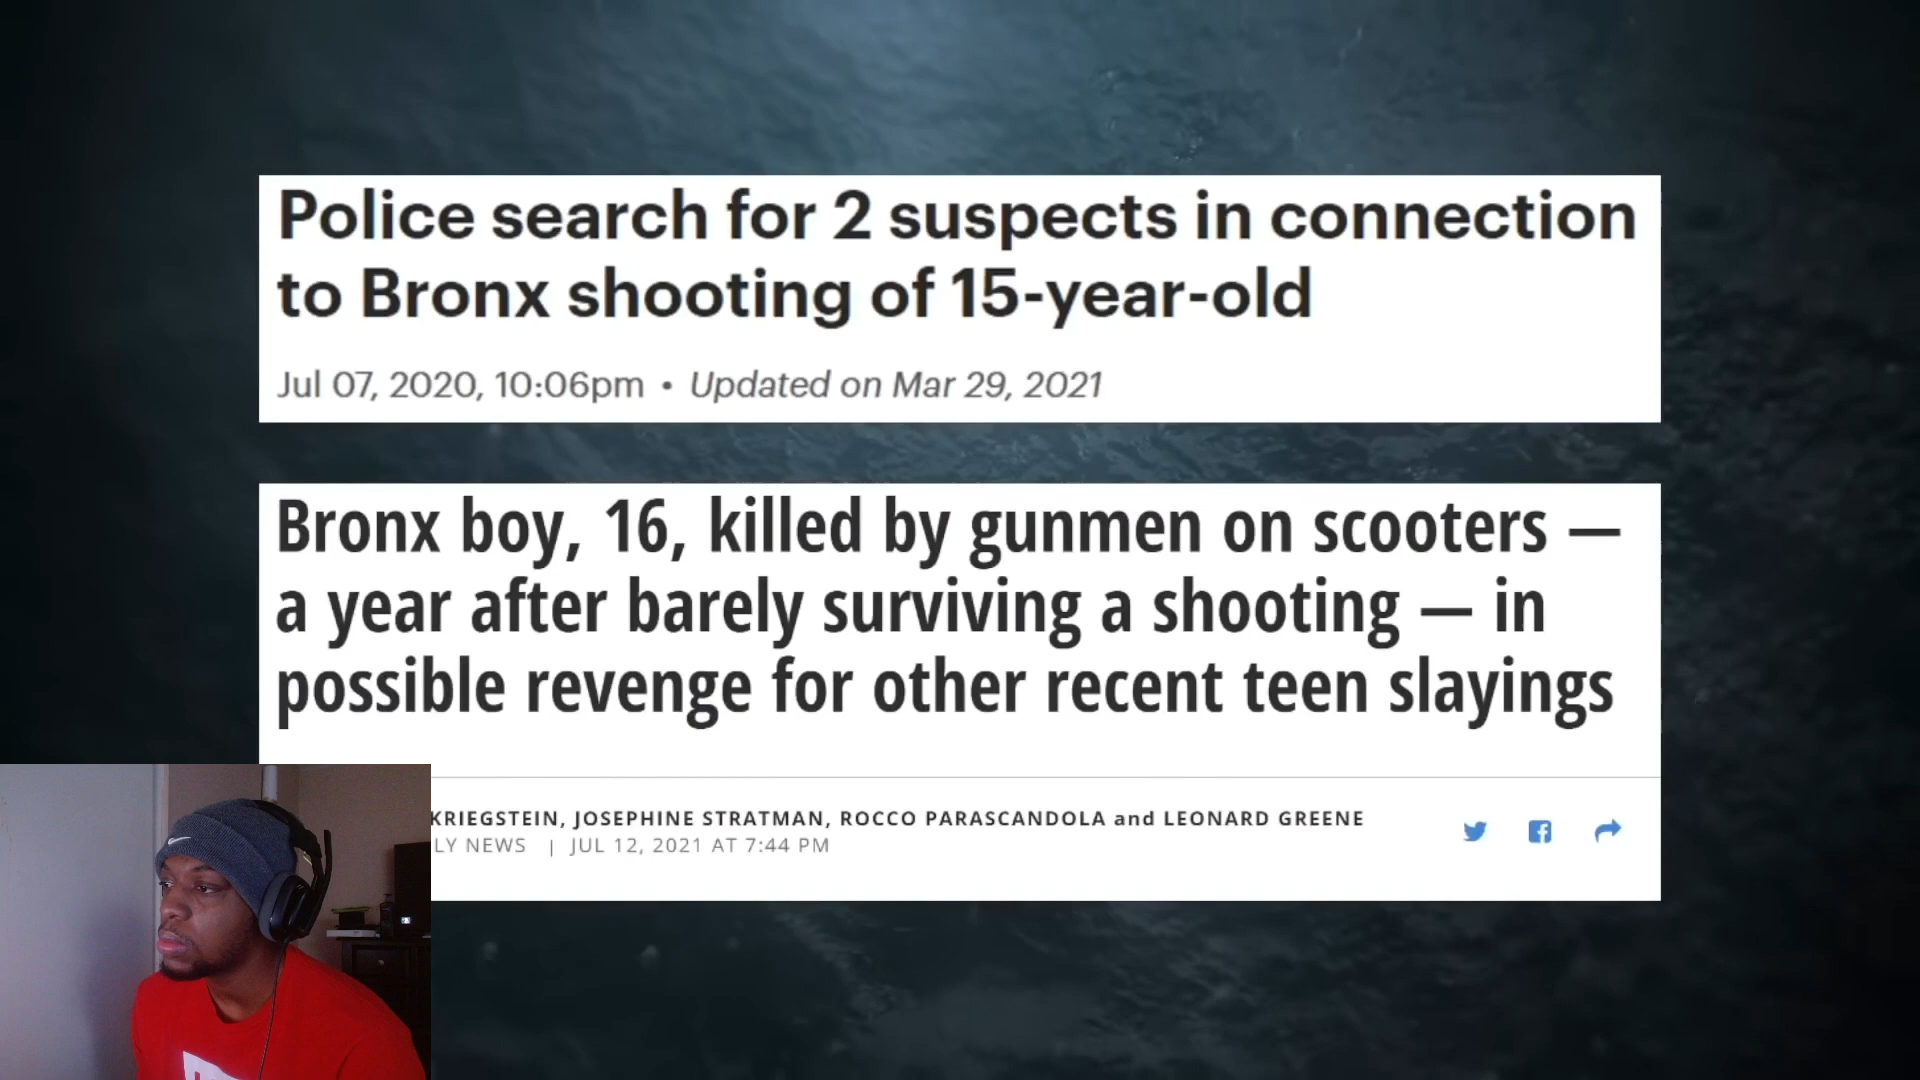 Police search for 2 suspects in connection
to Bronx shooting of 15-year-old
Jul 07, 2020, 10:06pm • Updated on Mar 29, 2021
Bronx boy, 16, killed by gunmen on scooters —
a year after barely surviving a shooting — in
possible revenge for other recent teen slayings
KRIEGSTEIN, JOSEPHINE STRATMAN, ROCCO PARASCANDOLA and LEONARD GREENE
LY NEWS | JUL 12, 2021 AT 7:44 PM